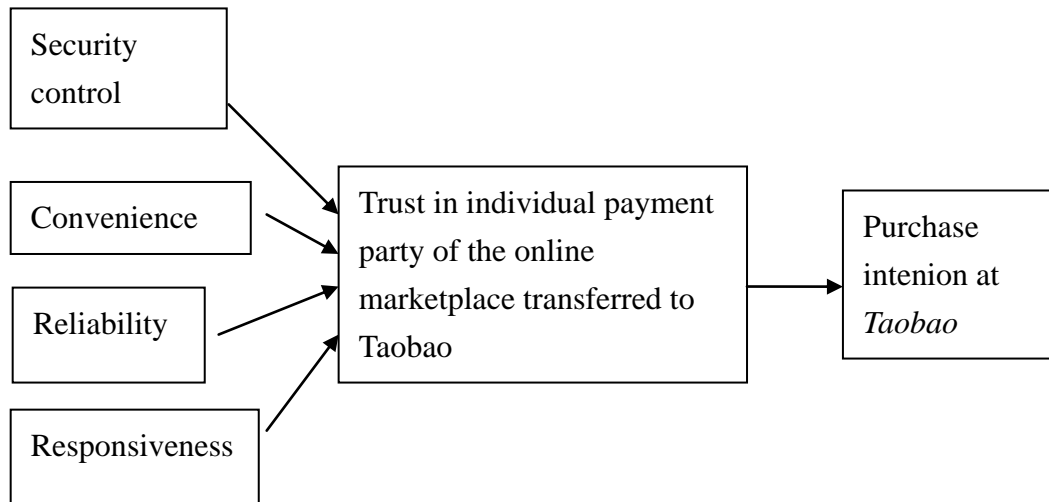 Security
control
Convenience
Reliability
Responsiveness
Trust in individual payment
party of the online
marketplace transferred to
Taobao
Purchase
intenion at
Taobao